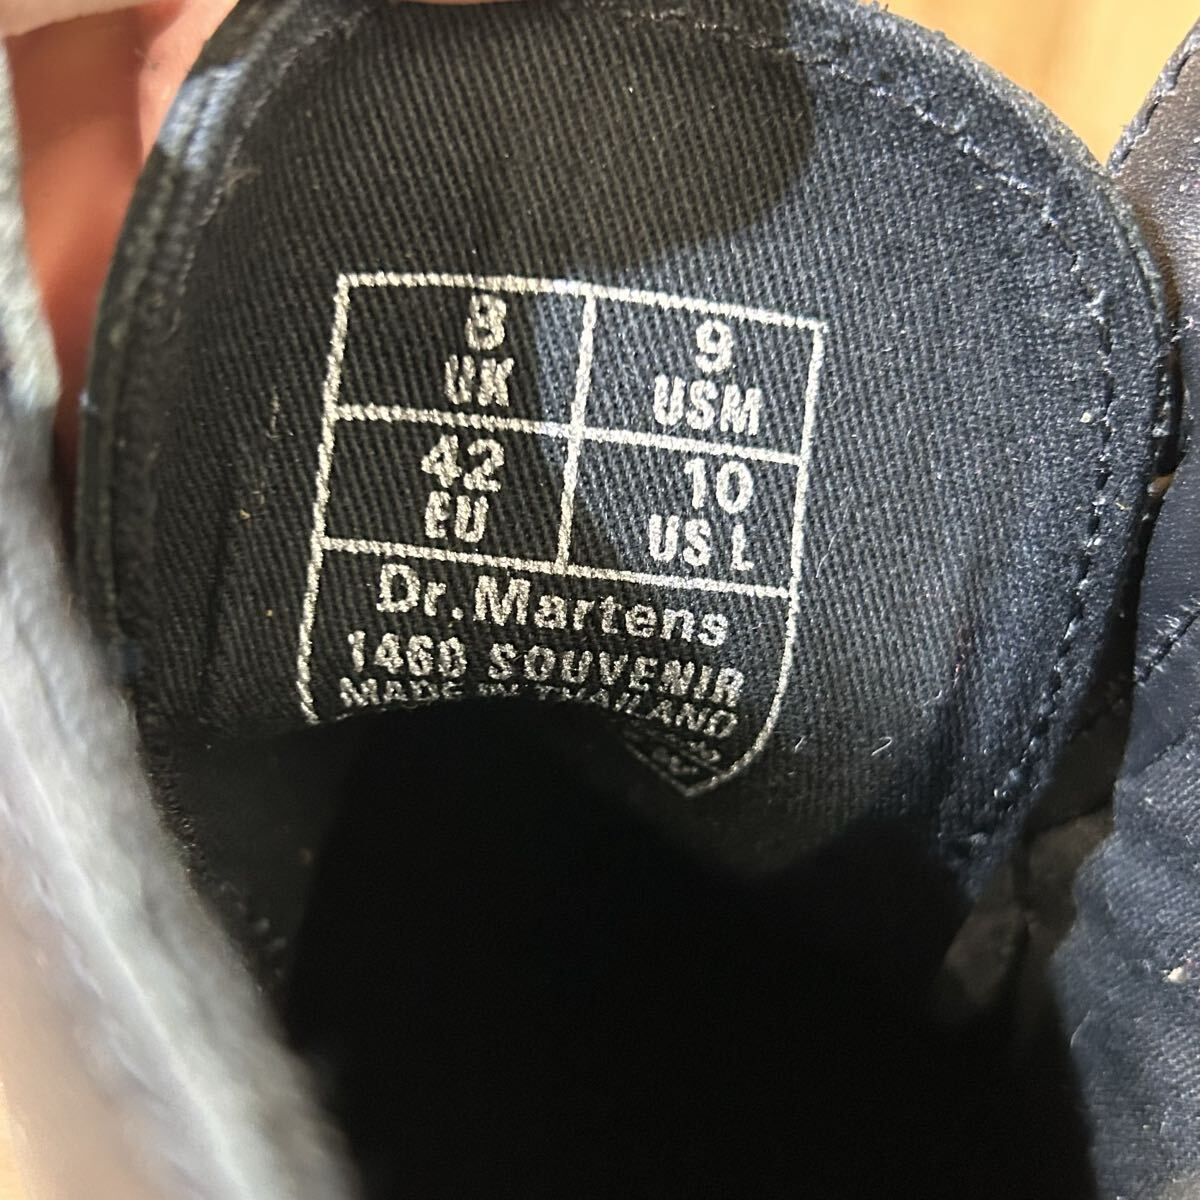 8 UK
9 USM
42 EU
10 US L
Dr. Martens
1460 SOUVENIR
MADE IN THAILAND